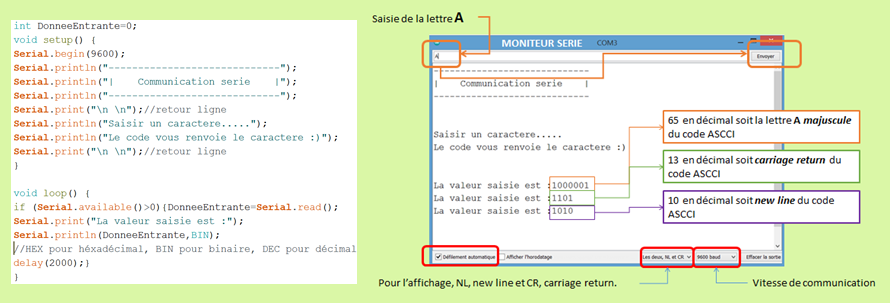 int DonneeEntrante=0;
void setup() {
Serial.begin(9600);
Serial.println("-----------------------------");
Serial.println("|    Communication serie    |");
Serial.println("-----------------------------");
Serial.print("\n \n");//retour ligne
Serial.println("Saisir un caractere.....");
Serial.println("Le code vous renvoie le caractere :)");
Serial.print("\n \n");//retour ligne
}
void loop() {
if (Serial.available()>0){DonneeEntrante=Serial.read();
Serial.print("La valeur saisie est :");
Serial.println(DonneeEntrante,BIN);
//HEX pour héxadécimal, BIN pour binaire, DEC pour décimal
delay(2000);}
}
Saisie de la lettre A
MONITEUR SERIE COM3
A
Envoyer
-----------------------------
|    Communication serie    |
-----------------------------
Saisir un caractere.....
Le code vous renvoie le caractere :)
La valeur saisie est :1000001
La valeur saisie est :1101
La valeur saisie est :1010
65 en décimal soit la lettre A majuscule
du code ASCCI
13 en décimal soit carriage return du
code ASCCI
10 en décimal soit new line du code
ASCCI
Défilement automatique
Afficher l'horodatage
Les deux, NL et CR
9600 baud
Effacer la sortie
Pour l'affichage, NL, new line et CR, carriage return.
Vitesse de communication